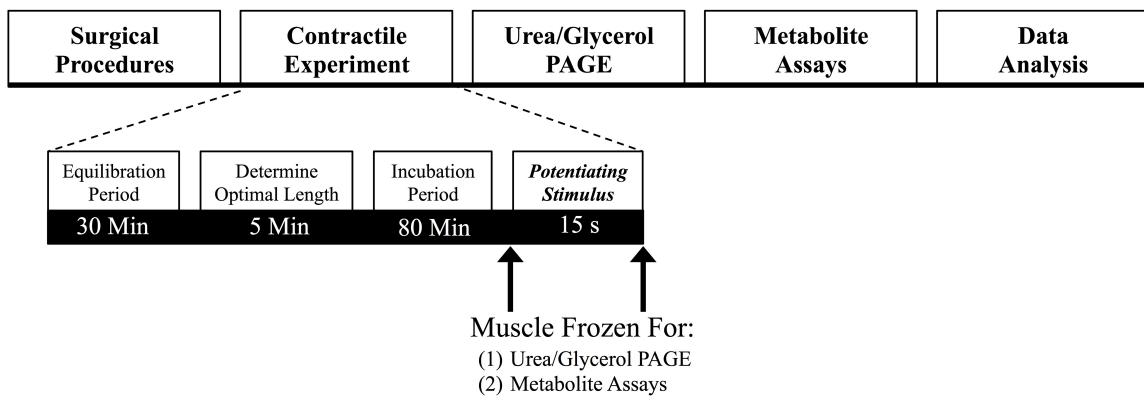 Surgical
Procedures
Contractile
Experiment
Urea/Glycerol
PAGE
Metabolite
Assays
Data
Analysis
Equilibration
Period
30 Min
Determine
Optimal Length
5 Min
Incubation
Period
80 Min
Potentiating
Stimulus
15 s
Muscle Frozen For:
(1) Urea/Glycerol PAGE
(2) Metabolite Assays